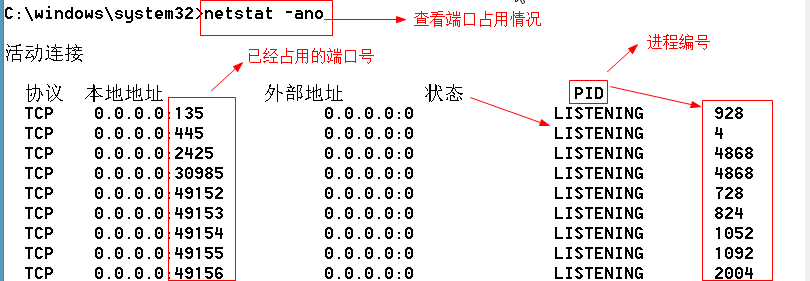 C:\windows\system32>netstat -ano 查看端口占用情况
活动连接 已经占用的端口号 进程编号
协议 本地地址 外部地址 状态 PID
TCP 0.0.0.0:135 0.0.0.0:0 LISTENING 928
TCP 0.0.0.0:445 0.0.0.0:0 LISTENING 4
TCP 0.0.0.0:2425 0.0.0.0:0 LISTENING 4868
TCP 0.0.0.0:30985 0.0.0.0:0 LISTENING 4868
TCP 0.0.0.0:49152 0.0.0.0:0 LISTENING 728
TCP 0.0.0.0:49153 0.0.0.0:0 LISTENING 824
TCP 0.0.0.0:49154 0.0.0.0:0 LISTENING 1052
TCP 0.0.0.0:49155 0.0.0.0:0 LISTENING 1092
TCP 0.0.0.0:49156 0.0.0.0:0 LISTENING 2004